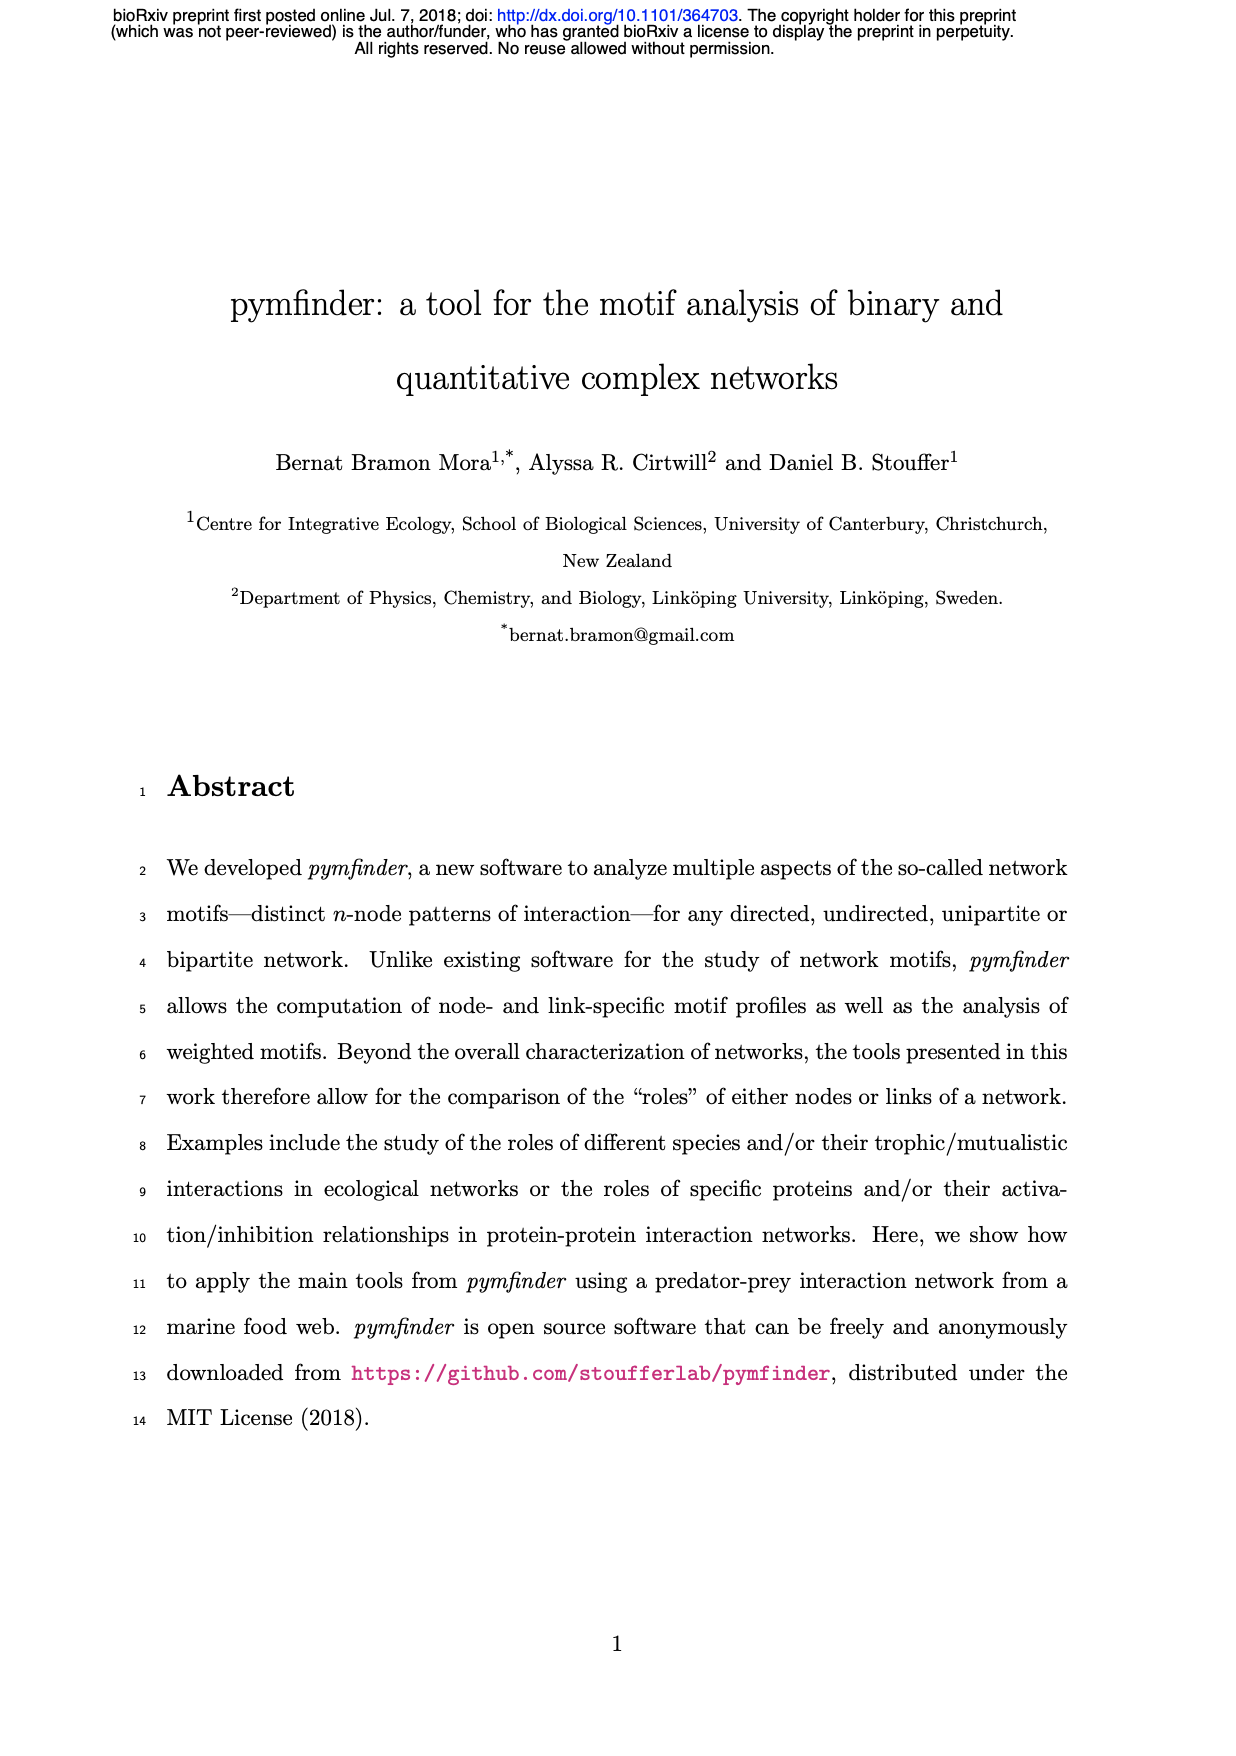 bioRxiv preprint first posted online Jul. 7, 2018; doi: http://dx.doi.org/10.1101/364703. The copyright holder for this preprint
(which was not peer-reviewed) is the author/funder, who has granted bioRxiv a license to display the preprint in perpetuity.
All rights reserved. No reuse allowed without permission.
pymfinder: a tool for the motif analysis of binary and
quantitative complex networks
Bernat Bramon Mora1,*, Alyssa R. Cirtwill2 and Daniel B. Stouffer1
1Centre for Integrative Ecology, School of Biological Sciences, University of Canterbury, Christchurch,
New Zealand
2Department of Physics, Chemistry, and Biology, Linköping University, Linköping, Sweden.
*bernat.bramon@gmail.com
1 Abstract
2 We developed pymfinder, a new software to analyze multiple aspects of the so-called network
3 motifs—distinct n-node patterns of interaction—for any directed, undirected, unipartite or
4 bipartite network. Unlike existing software for the study of network motifs, pymfinder
5 allows the computation of node- and link-specific motif profiles as well as the analysis of
6 weighted motifs. Beyond the overall characterization of networks, the tools presented in this
7 work therefore allow for the comparison of the “roles” of either nodes or links of a network.
8 Examples include the study of the roles of different species and/or their trophic/mutualistic
9 interactions in ecological networks or the roles of specific proteins and/or their activa-
10 tion/inhibition relationships in protein-protein interaction networks. Here, we show how
11 to apply the main tools from pymfinder using a predator-prey interaction network from a
12 marine food web. pymfinder is open source software that can be freely and anonymously
13 downloaded from https://github.com/stoufferlab/pymfinder, distributed under the
14 MIT License (2018).
1